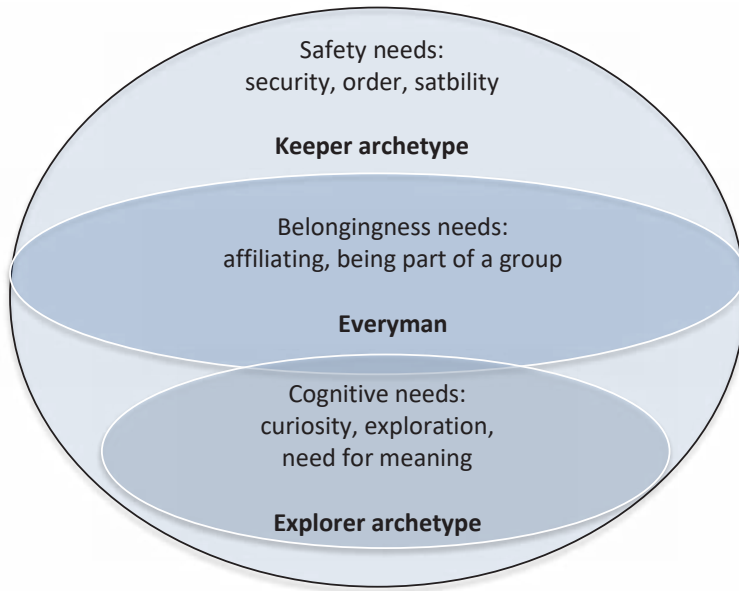 Safety needs:
security, order, satbility
Keeper archetype
Belongingness needs:
affiliating, being part of a group
Everyman
Cognitive needs:
curiosity, exploration,
need for meaning
Explorer archetype